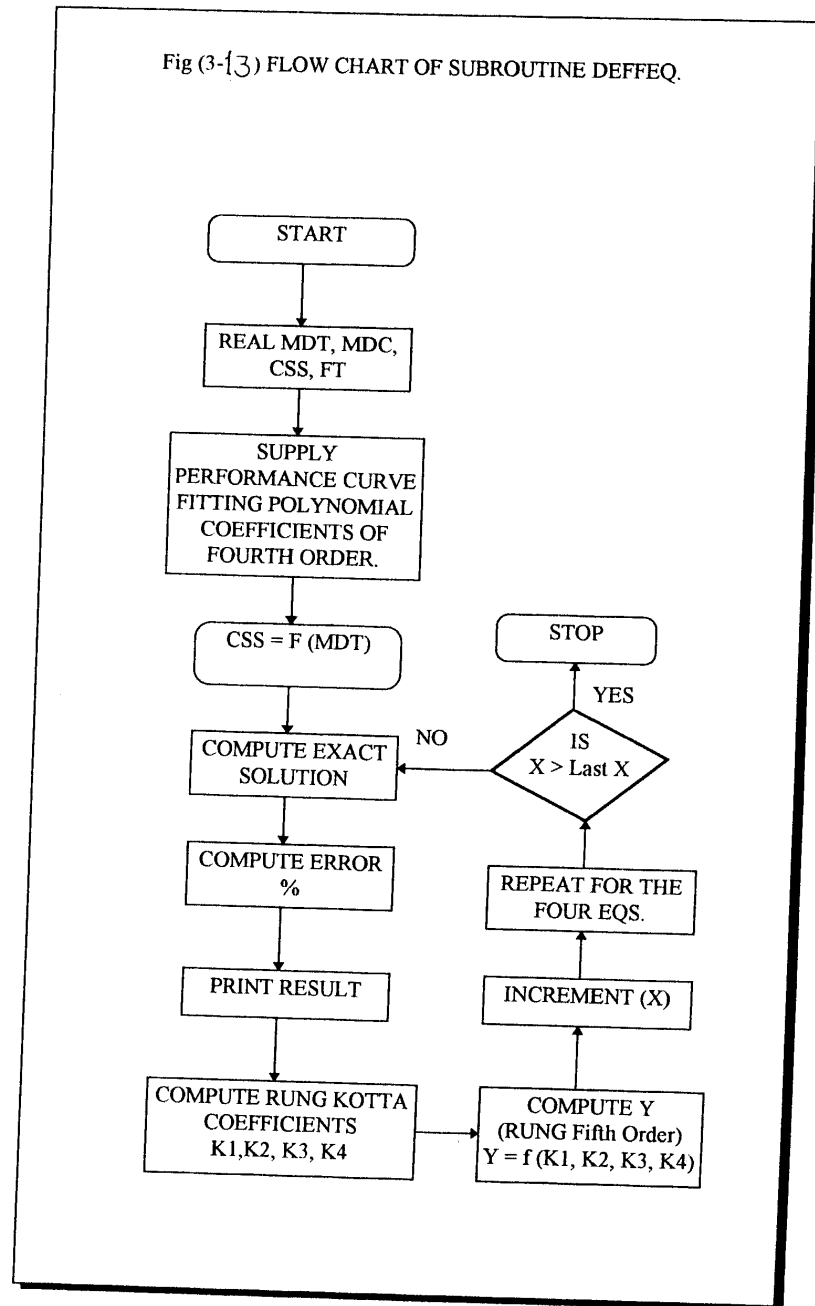 Fig (3-13) FLOW CHART OF SUBROUTINE DEFFEQ.
START
REAL MDT, MDC,
CSS, FT
SUPPLY
PERFORMANCE CURVE
FITTING POLYNOMIAL
COEFFICIENTS OF
FOURTH ORDER.
CSS = F (MDT)
COMPUTE EXACT
SOLUTION
COMPUTE ERROR
%
PRINT RESULT
COMPUTE RUNG KOTTA
COEFFICIENTS
K1,K2, K3, K4
COMPUTE Y
(RUNG Fifth Order)
Y = f (K1, K2, K3, K4)
INCREMENT (X)
REPEAT FOR THE
FOUR EQS.
IS
X > Last X
NO
YES
STOP